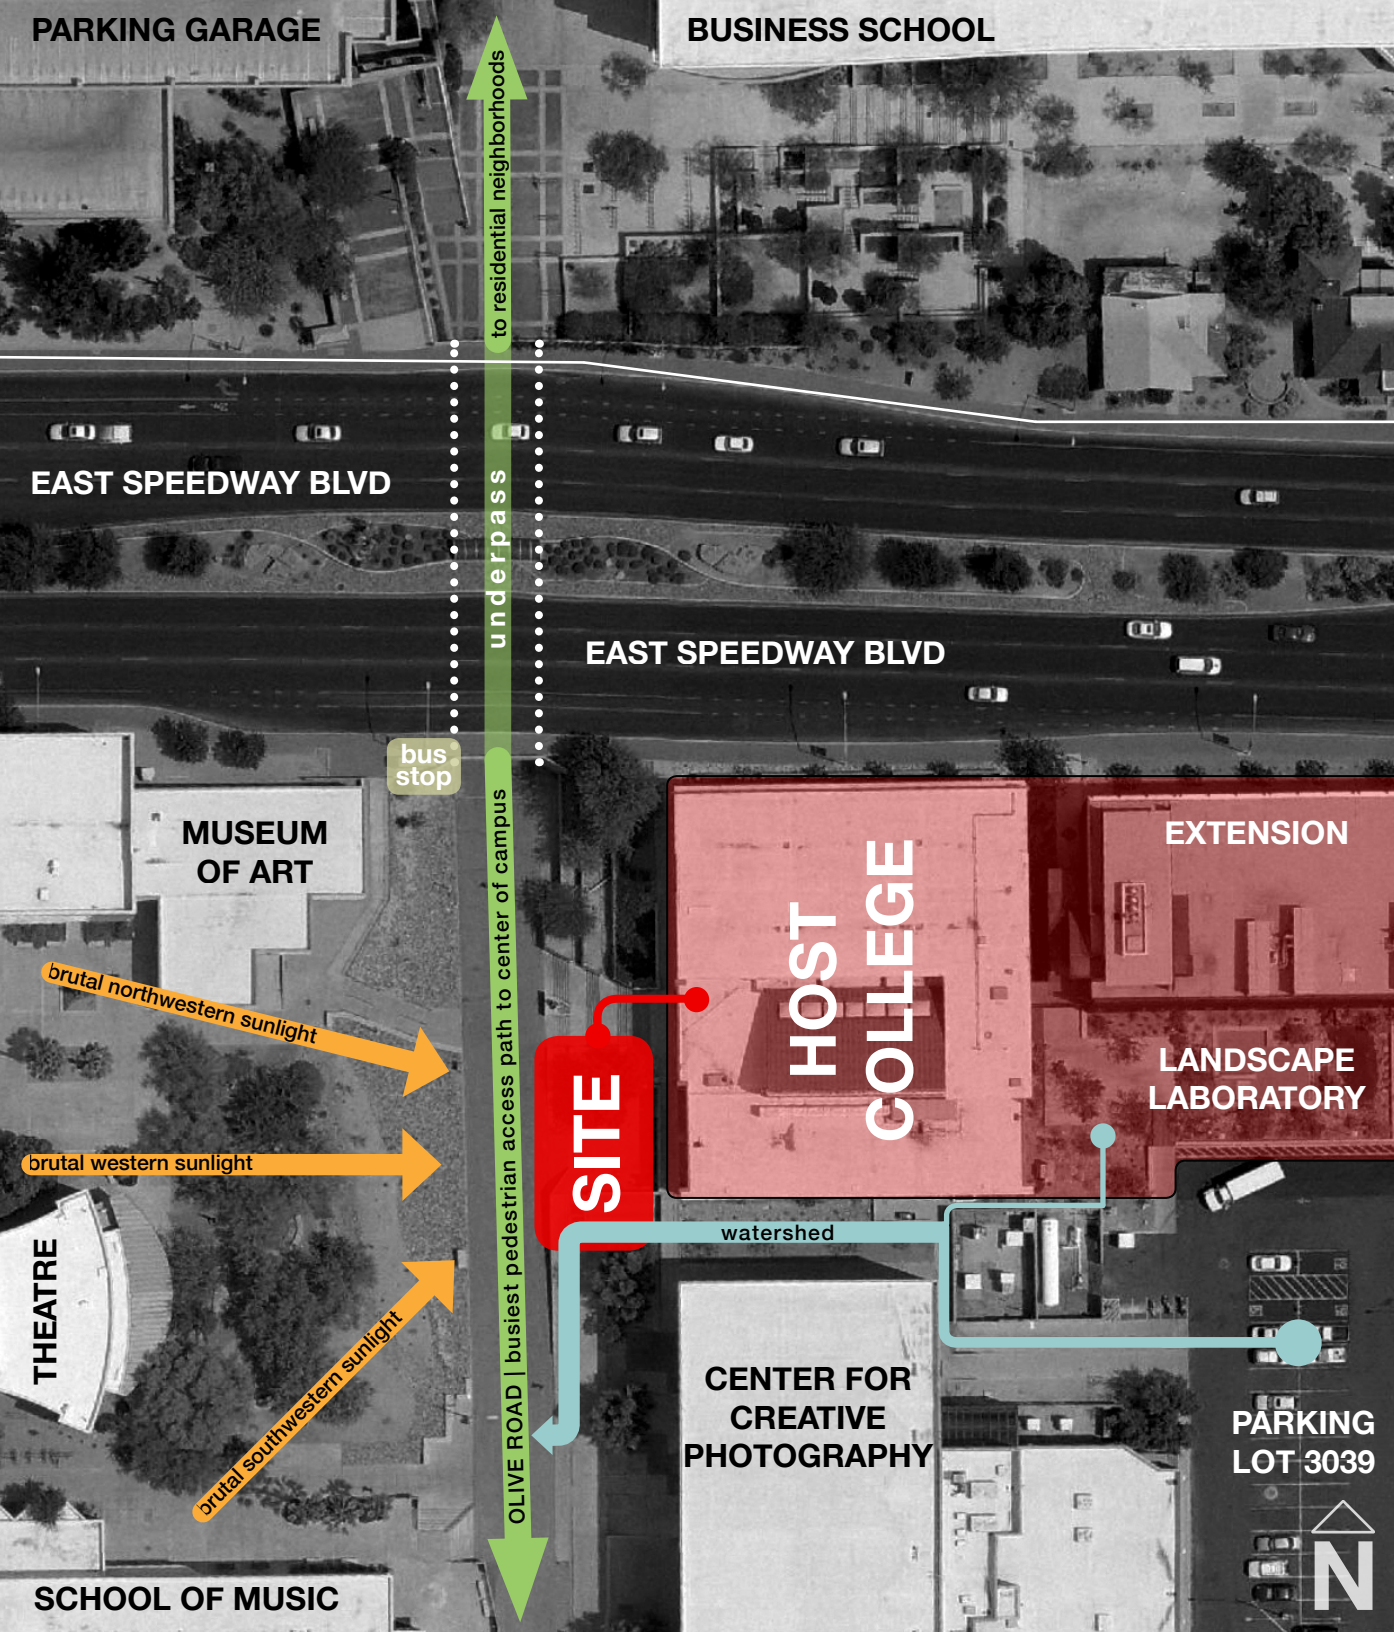 PARKING GARAGE
BUSINESS SCHOOL
to residential neighborhoods
EAST SPEEDWAY BLVD
underpass
EAST SPEEDWAY BLVD
bus
stop
MUSEUM
OF ART
EXTENSION
HOST
COLLEGE
LANDSCAPE
LABORATORY
brutal northwestern sunlight
SITE
brutal western sunlight
OLIVE ROAD | busiest pedestrian access path to center of campus
watershed
THEATRE
brutal southwestern sunlight
CENTER FOR
CREATIVE
PHOTOGRAPHY
PARKING
LOT 3039
N
SCHOOL OF MUSIC